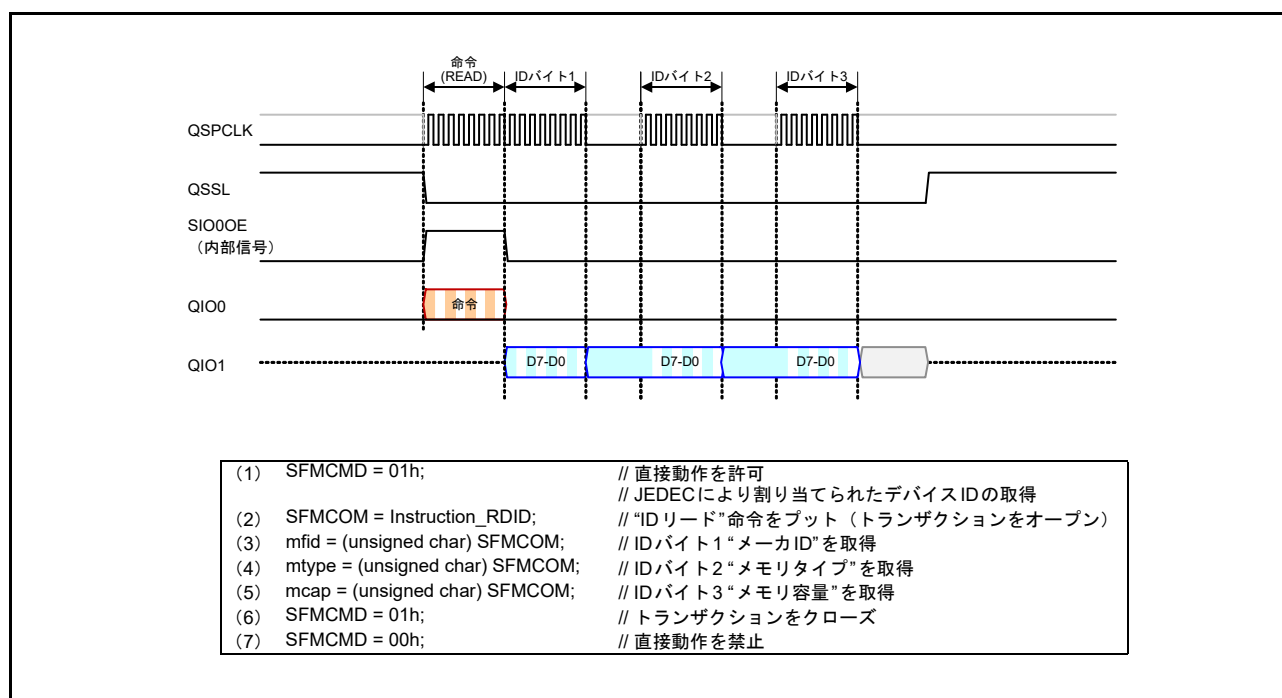 命令
(READ) IDバイト1 IDバイト2 IDバイト3
QSPCLK
QSSL
SIO0OE
（内部信号）
QIO0 命令
QIO1 D7-D0 D7-D0 D7-D0
（1） SFMCMD = 01h; // 直接動作を許可
// JEDECにより割り当てられたデバイスIDの取得
（2） SFMCOM = Instruction_RDID; // “IDリード”命令をプット（トランザクションをオープン）
（3） mfid = (unsigned char) SFMCOM; // IDバイト1“メーカID”を取得
（4） mtype = (unsigned char) SFMCOM; // IDバイト2“メモリタイプ”を取得
（5） mcap = (unsigned char) SFMCOM; // IDバイト3“メモリ容量”を取得
（6） SFMCMD = 01h; // トランザクションをクローズ
（7） SFMCMD = 00h; // 直接動作を禁止